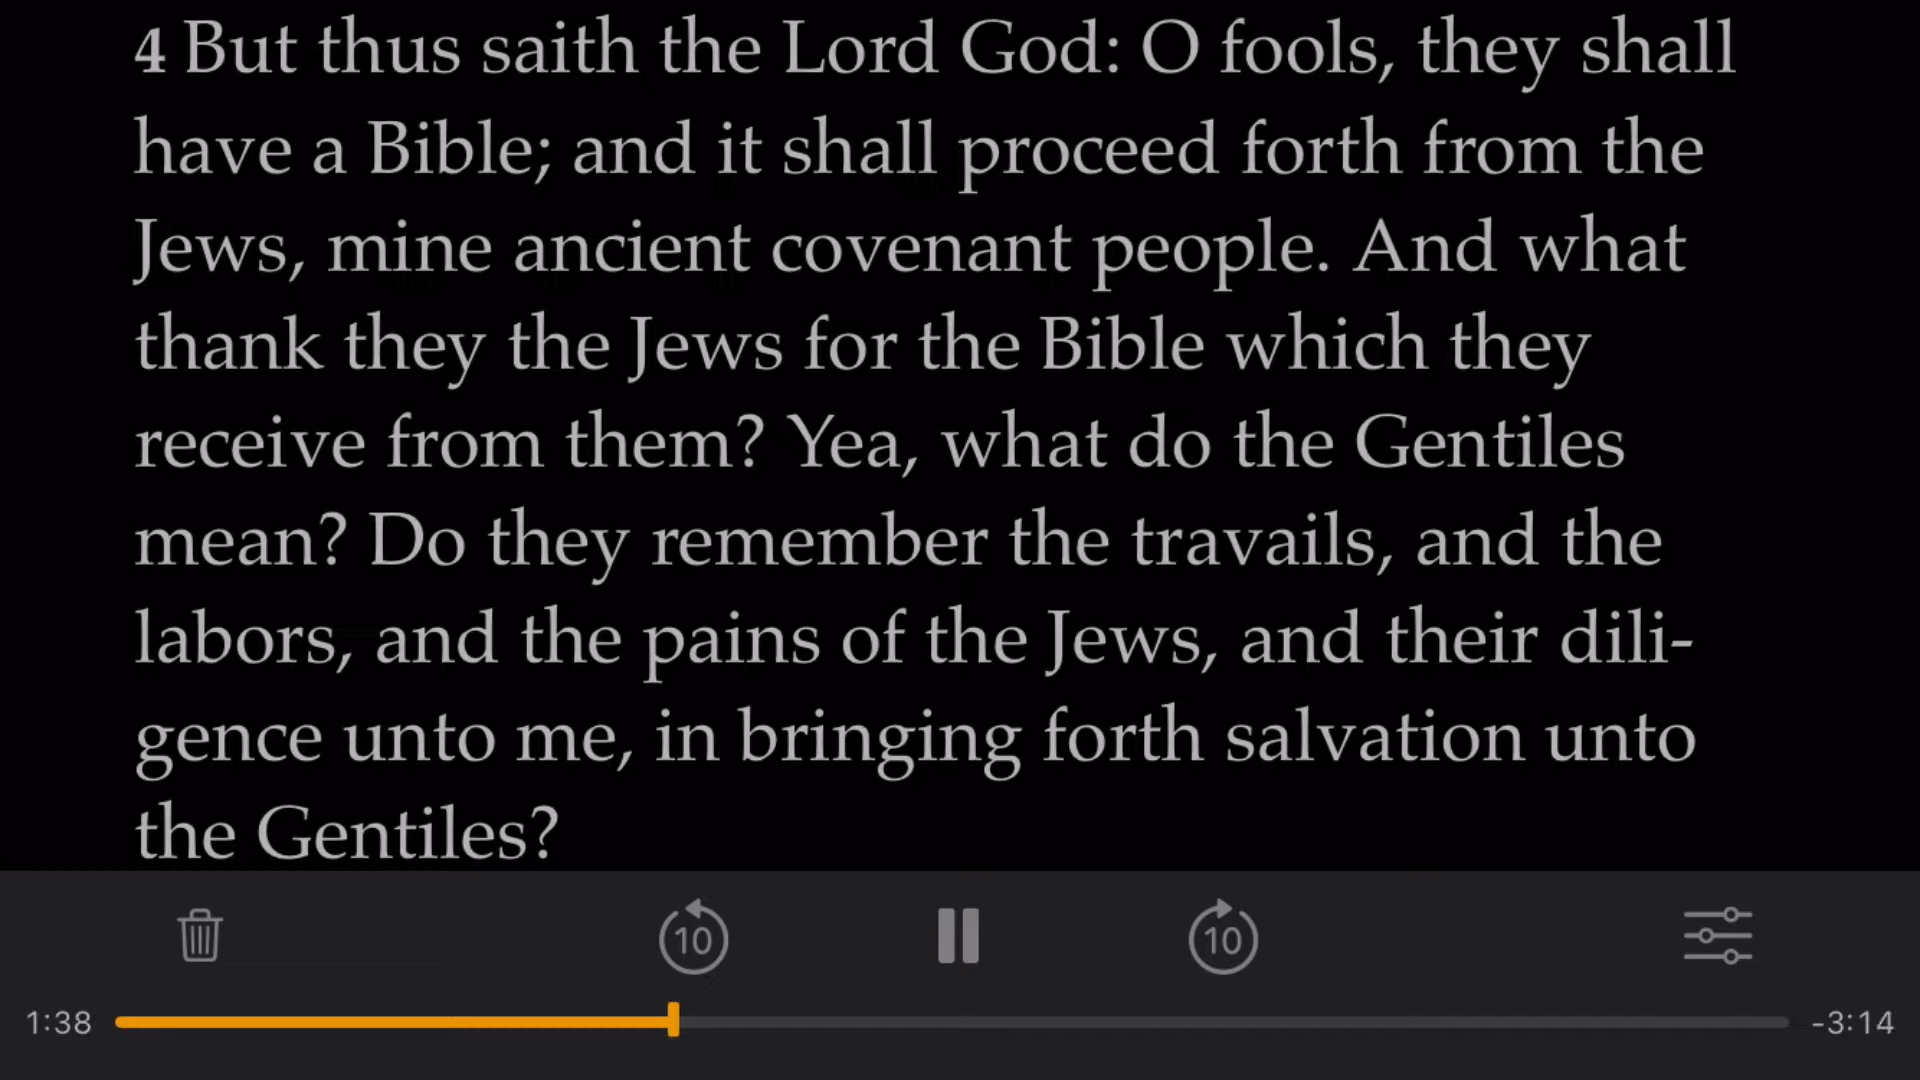 4 But thus saith the Lord God: O fools, they shall
have a Bible; and it shall proceed forth from the
Jews, mine ancient covenant people. And what
thank they the Jews for the Bible which they
receive from them? Yea, what do the Gentiles
mean? Do they remember the travails, and the
labors, and the pains of the Jews, and their dili-
gence unto me, in bringing forth salvation unto
the Gentiles?
10 10
1:38 -3:14